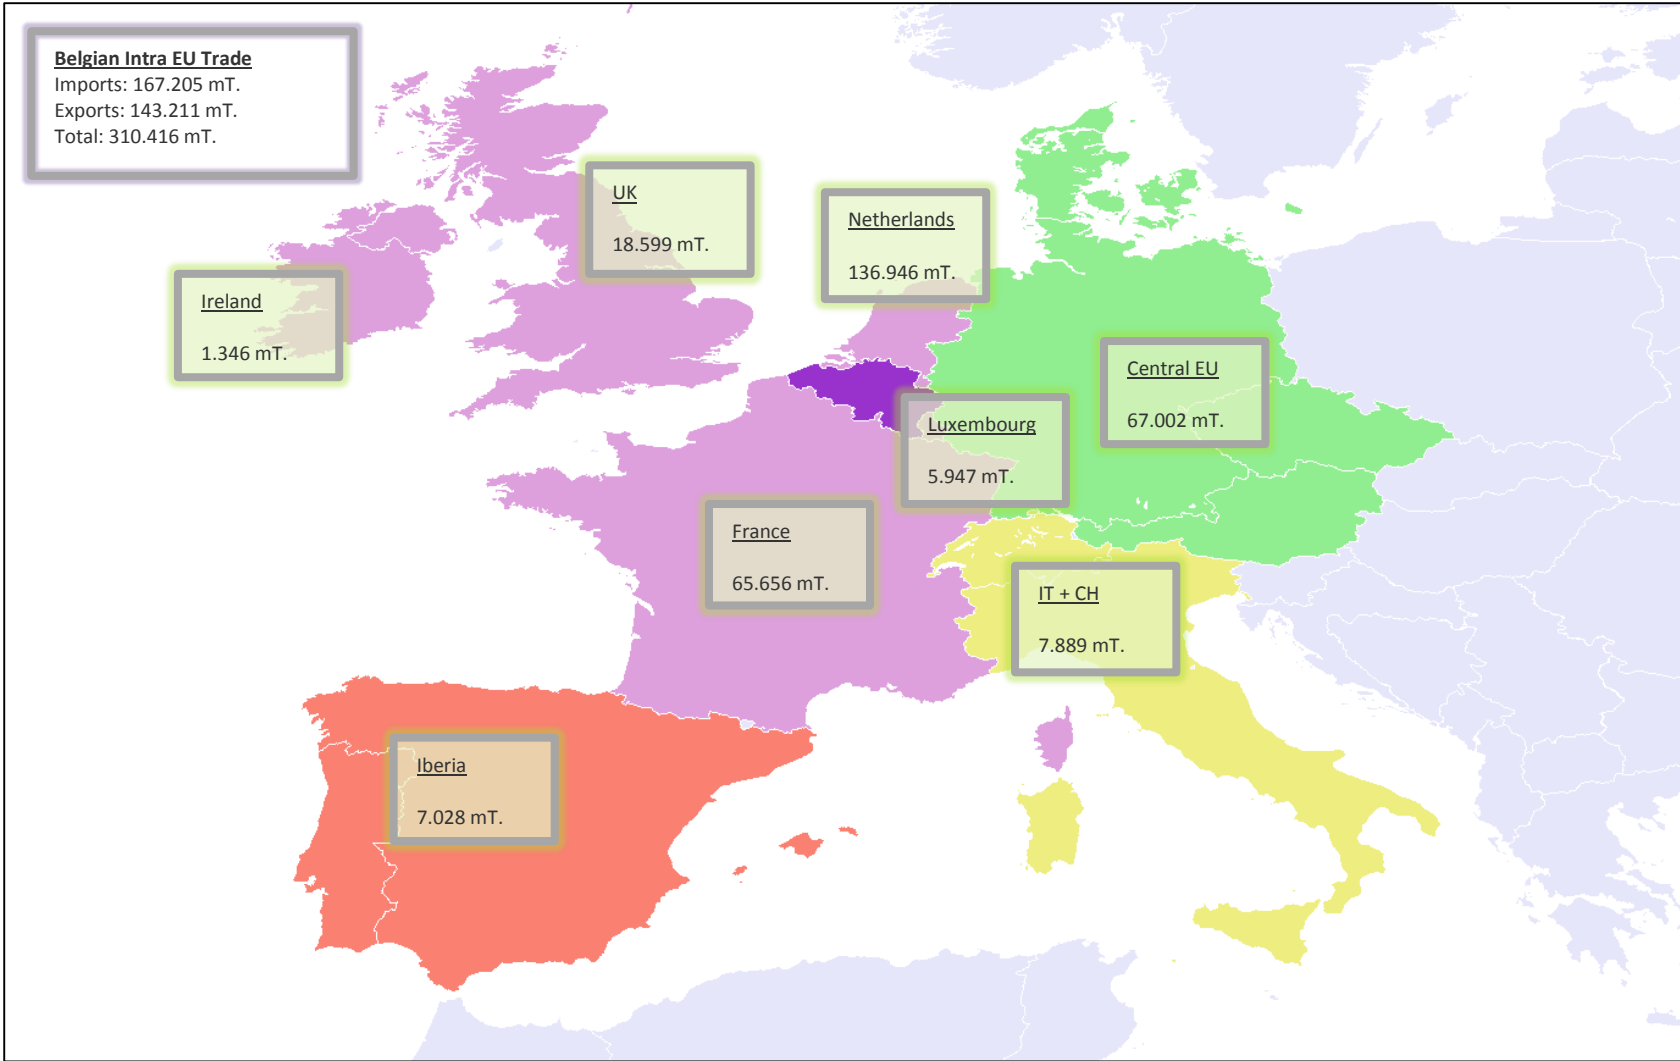 Belgian Intra EU Trade
Imports: 167.205 mT.
Exports: 143.211 mT.
Total: 310.416 mT.
UK
18.599 mT.
Netherlands
136.946 mT.
Ireland
1.346 mT.
Central EU
67.002 mT.
Luxembourg
5.947 mT.
France
65.656 mT.
IT + CH
7.889 mT.
Iberia
7.028 mT.